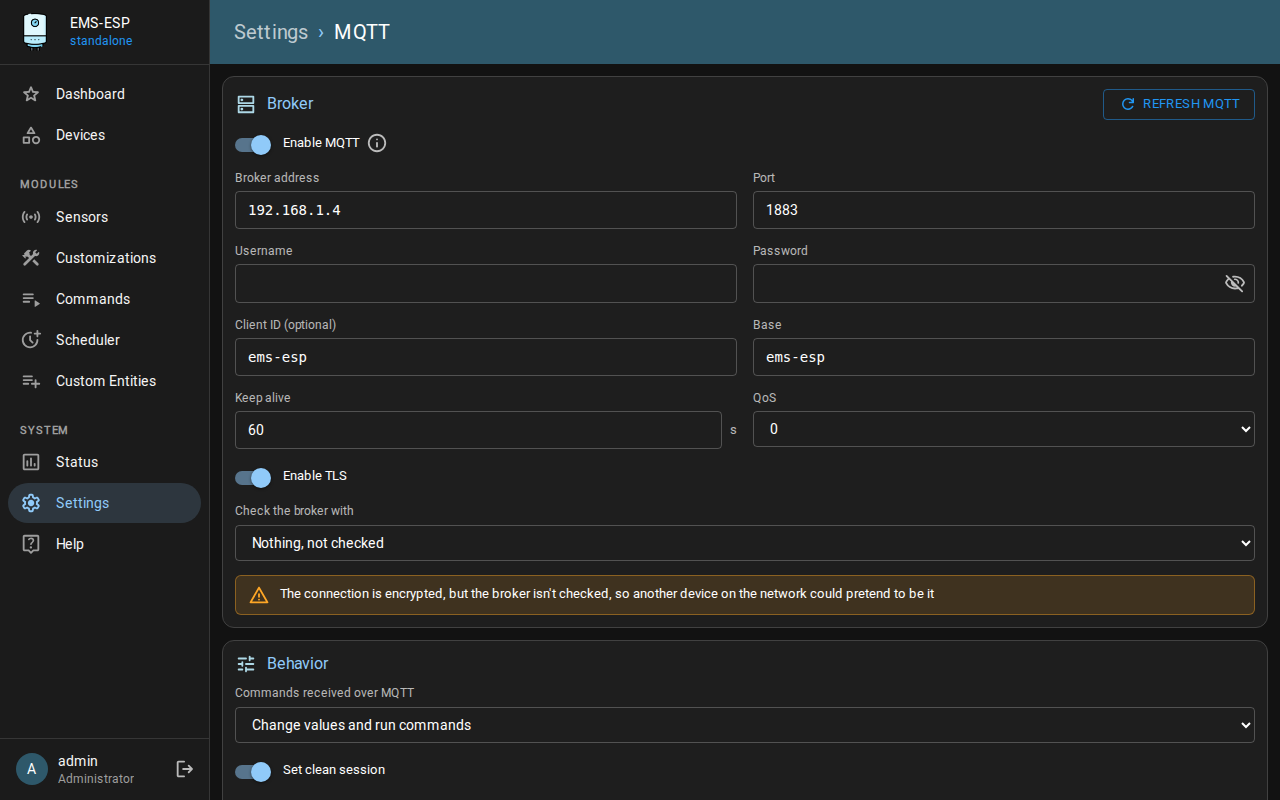 EMS-ESP
standalone
Dashboard
Devices
MODULES
Sensors
Customizations
Commands
Scheduler
Custom Entities
SYSTEM
Status
Settings
Help
A
admin
Administrator
Settings › MQTT
Broker
REFRESH MQTT
Enable MQTT
Broker address
Port
192.168.1.4
1883
Username
Password
Client ID (optional)
Base
ems-esp
ems-esp
Keep alive
QoS
60 s
0
Enable TLS
Check the broker with
Nothing, not checked
The connection is encrypted, but the broker isn't checked, so another device on the network could pretend to be it
Behavior
Commands received over MQTT
Change values and run commands
Set clean session